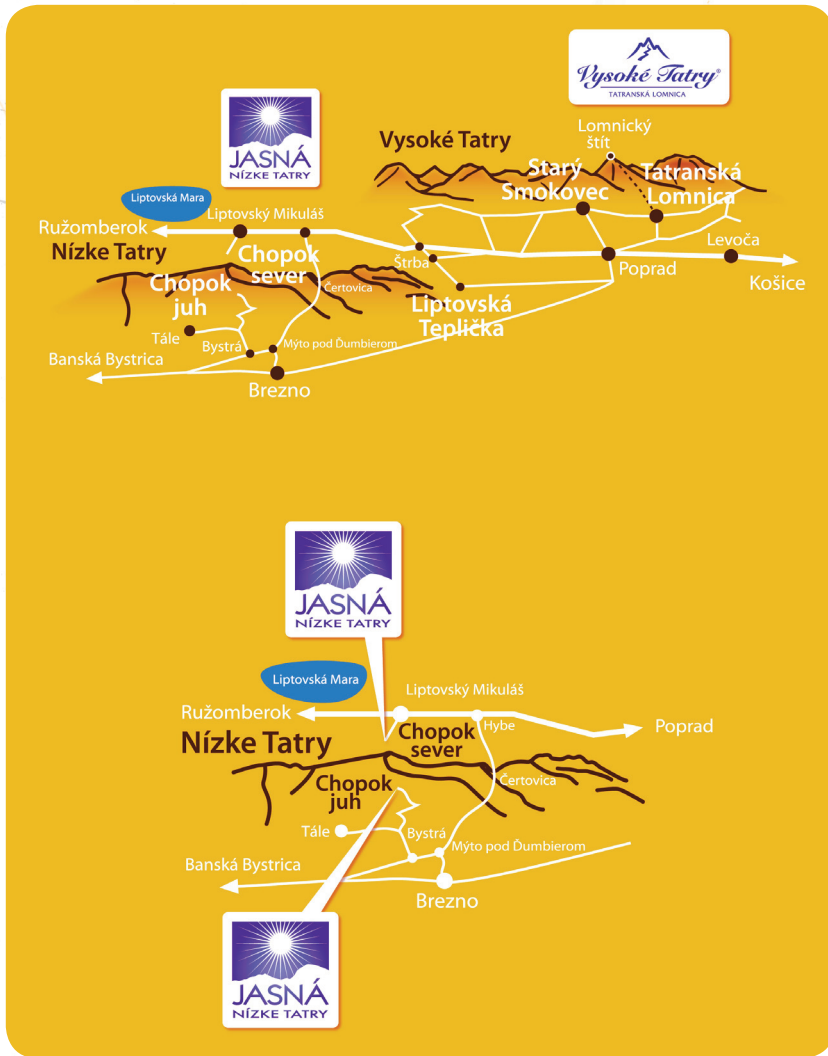 Vysoké Tatry®
TATRANSKÁ LOMNICA
JASNÁ
NÍZKE TATRY
Lomnický
štít
Vysoké Tatry
Starý
Smokovec
Tatranská
Lomnica
Liptovská Mara
Liptovský Mikuláš
Ružomberok
Nízke Tatry
Chopok
sever
Štrba
Poprad
Levoča
Košice
Chopok
juh
Čertovica
Liptovská
Teplička
Tále
Bystrá
Mýto pod Ďumbierom
Banská Bystrica
Brezno
JASNÁ
NÍZKE TATRY
Liptovská Mara
Liptovský Mikuláš
Ružomberok
Hybe
Poprad
Nízke Tatry
Chopok
sever
Chopok
juh
Čertovica
Tále
Bystrá
Mýto pod Ďumbierom
Banská Bystrica
Brezno
JASNÁ
NÍZKE TATRY